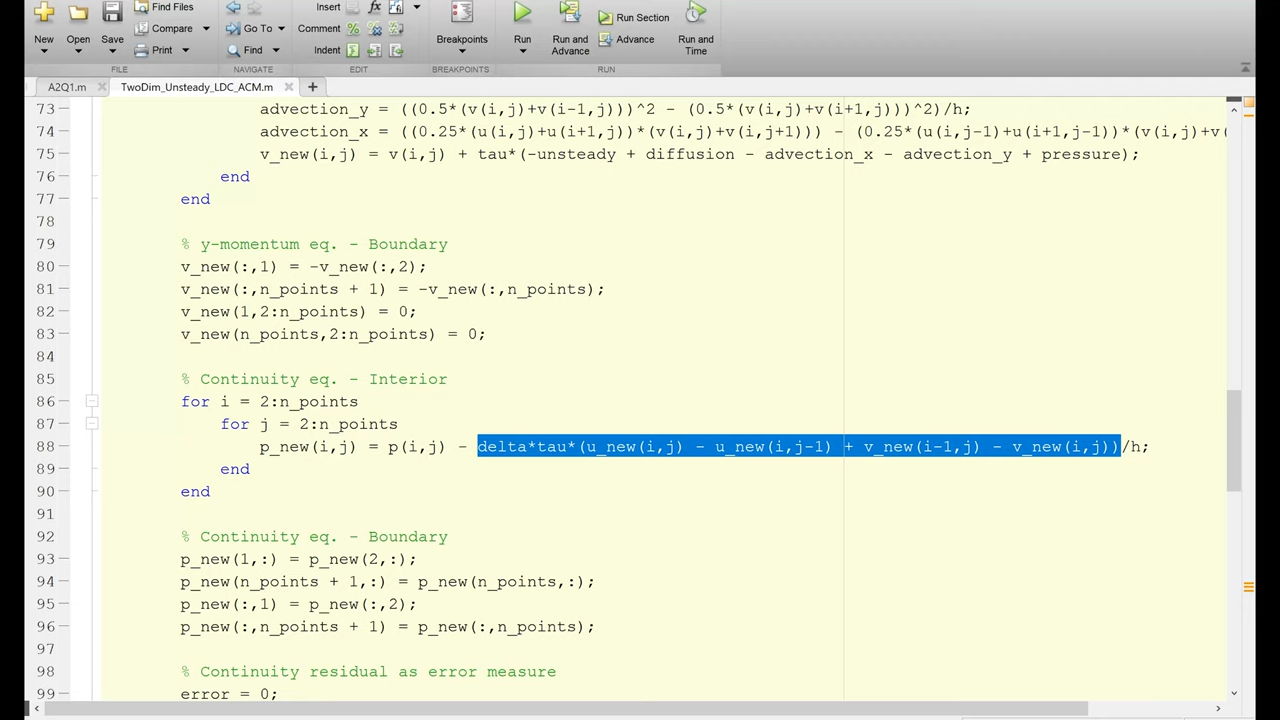 Find Files
Insert fx
Compare
Go To
Comment %
Run Section
New Open Save
Print
Find
Indent
Breakpoints
Run
Run and Advance
Advance
Run and Time
FILE NAVIGATE EDIT BREAKPOINTS RUN
A2Q1.m TwoDim_Unsteady_LDC_ACM.m
73 advection_y = ((0.5*(v(i,j)+v(i-1,j)))^2 - (0.5*(v(i,j)+v(i+1,j)))^2)/h;
74 advection_x = ((0.25*(u(i,j)+u(i+1,j))*(v(i,j)+v(i,j+1))) - (0.25*(u(i,j-1)+u(i+1,j-1))*(v(i,j)+v(
75 v_new(i,j) = v(i,j) + tau*(-unsteady + diffusion - advection_x - advection_y + pressure);
76 end
77 end
78
79 % y-momentum eq. - Boundary
80 v_new(:,1) = -v_new(:,2);
81 v_new(:,n_points + 1) = -v_new(:,n_points);
82 v_new(1,2:n_points) = 0;
83 v_new(n_points,2:n_points) = 0;
84
85 % Continuity eq. - Interior
86 for i = 2:n_points
87 for j = 2:n_points
88 p_new(i,j) = p(i,j) - delta*tau*(u_new(i,j) - u_new(i,j-1) + v_new(i-1,j) - v_new(i,j))/h;
89 end
90 end
91
92 % Continuity eq. - Boundary
93 p_new(1,:) = p_new(2,:);
94 p_new(n_points + 1,:) = p_new(n_points,:);
95 p_new(:,1) = p_new(:,2);
96 p_new(:,n_points + 1) = p_new(:,n_points);
97
98 % Continuity residual as error measure
99 error = 0;